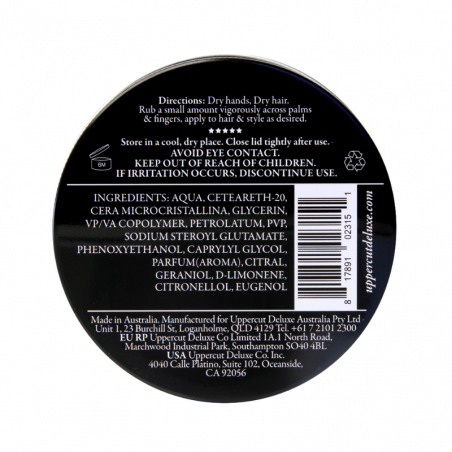 Directions: Dry hands, Dry hair.
Rub a small amount vigorously across palms
& fingers, apply to hair & style as desired.
Store in a cool, dry place. Close lid tightly after use.
AVOID EYE CONTACT.
KEEP OUT OF REACH OF CHILDREN.
IF IRRITATION OCCURS, DISCONTINUE USE.
6M
INGREDIENTS: AQUA, CETEARETH-20,
CERA MICROCRISTALLINA, GLYCERIN,
VP/VA COPOLYMER, PETROLATUM, PVP,
SODIUM STEROYL GLUTAMATE,
PHENOXYETHANOL, CAPRYLYL GLYCOL,
PARFUM(AROMA), CITRAL,
GERANIOL, D-LIMONENE,
CITRONELLOL, EUGENOL
8 17891 02315 1
uppercutdeluxe.com
Made in Australia. Manufactured for Uppercut Deluxe Australia Pty Ltd
Unit 1, 23 Burchill St, Loganholme, QLD 4129 Tel. +61 7 2101 2300
EU RP Uppercut Deluxe Co Limited 1A.1 North Road,
Marchwood Industrial Park, Southampton SO40 4BL
USA Uppercut Deluxe Co. Inc.
4040 Calle Platino, Suite 102, Oceanside,
CA 92056